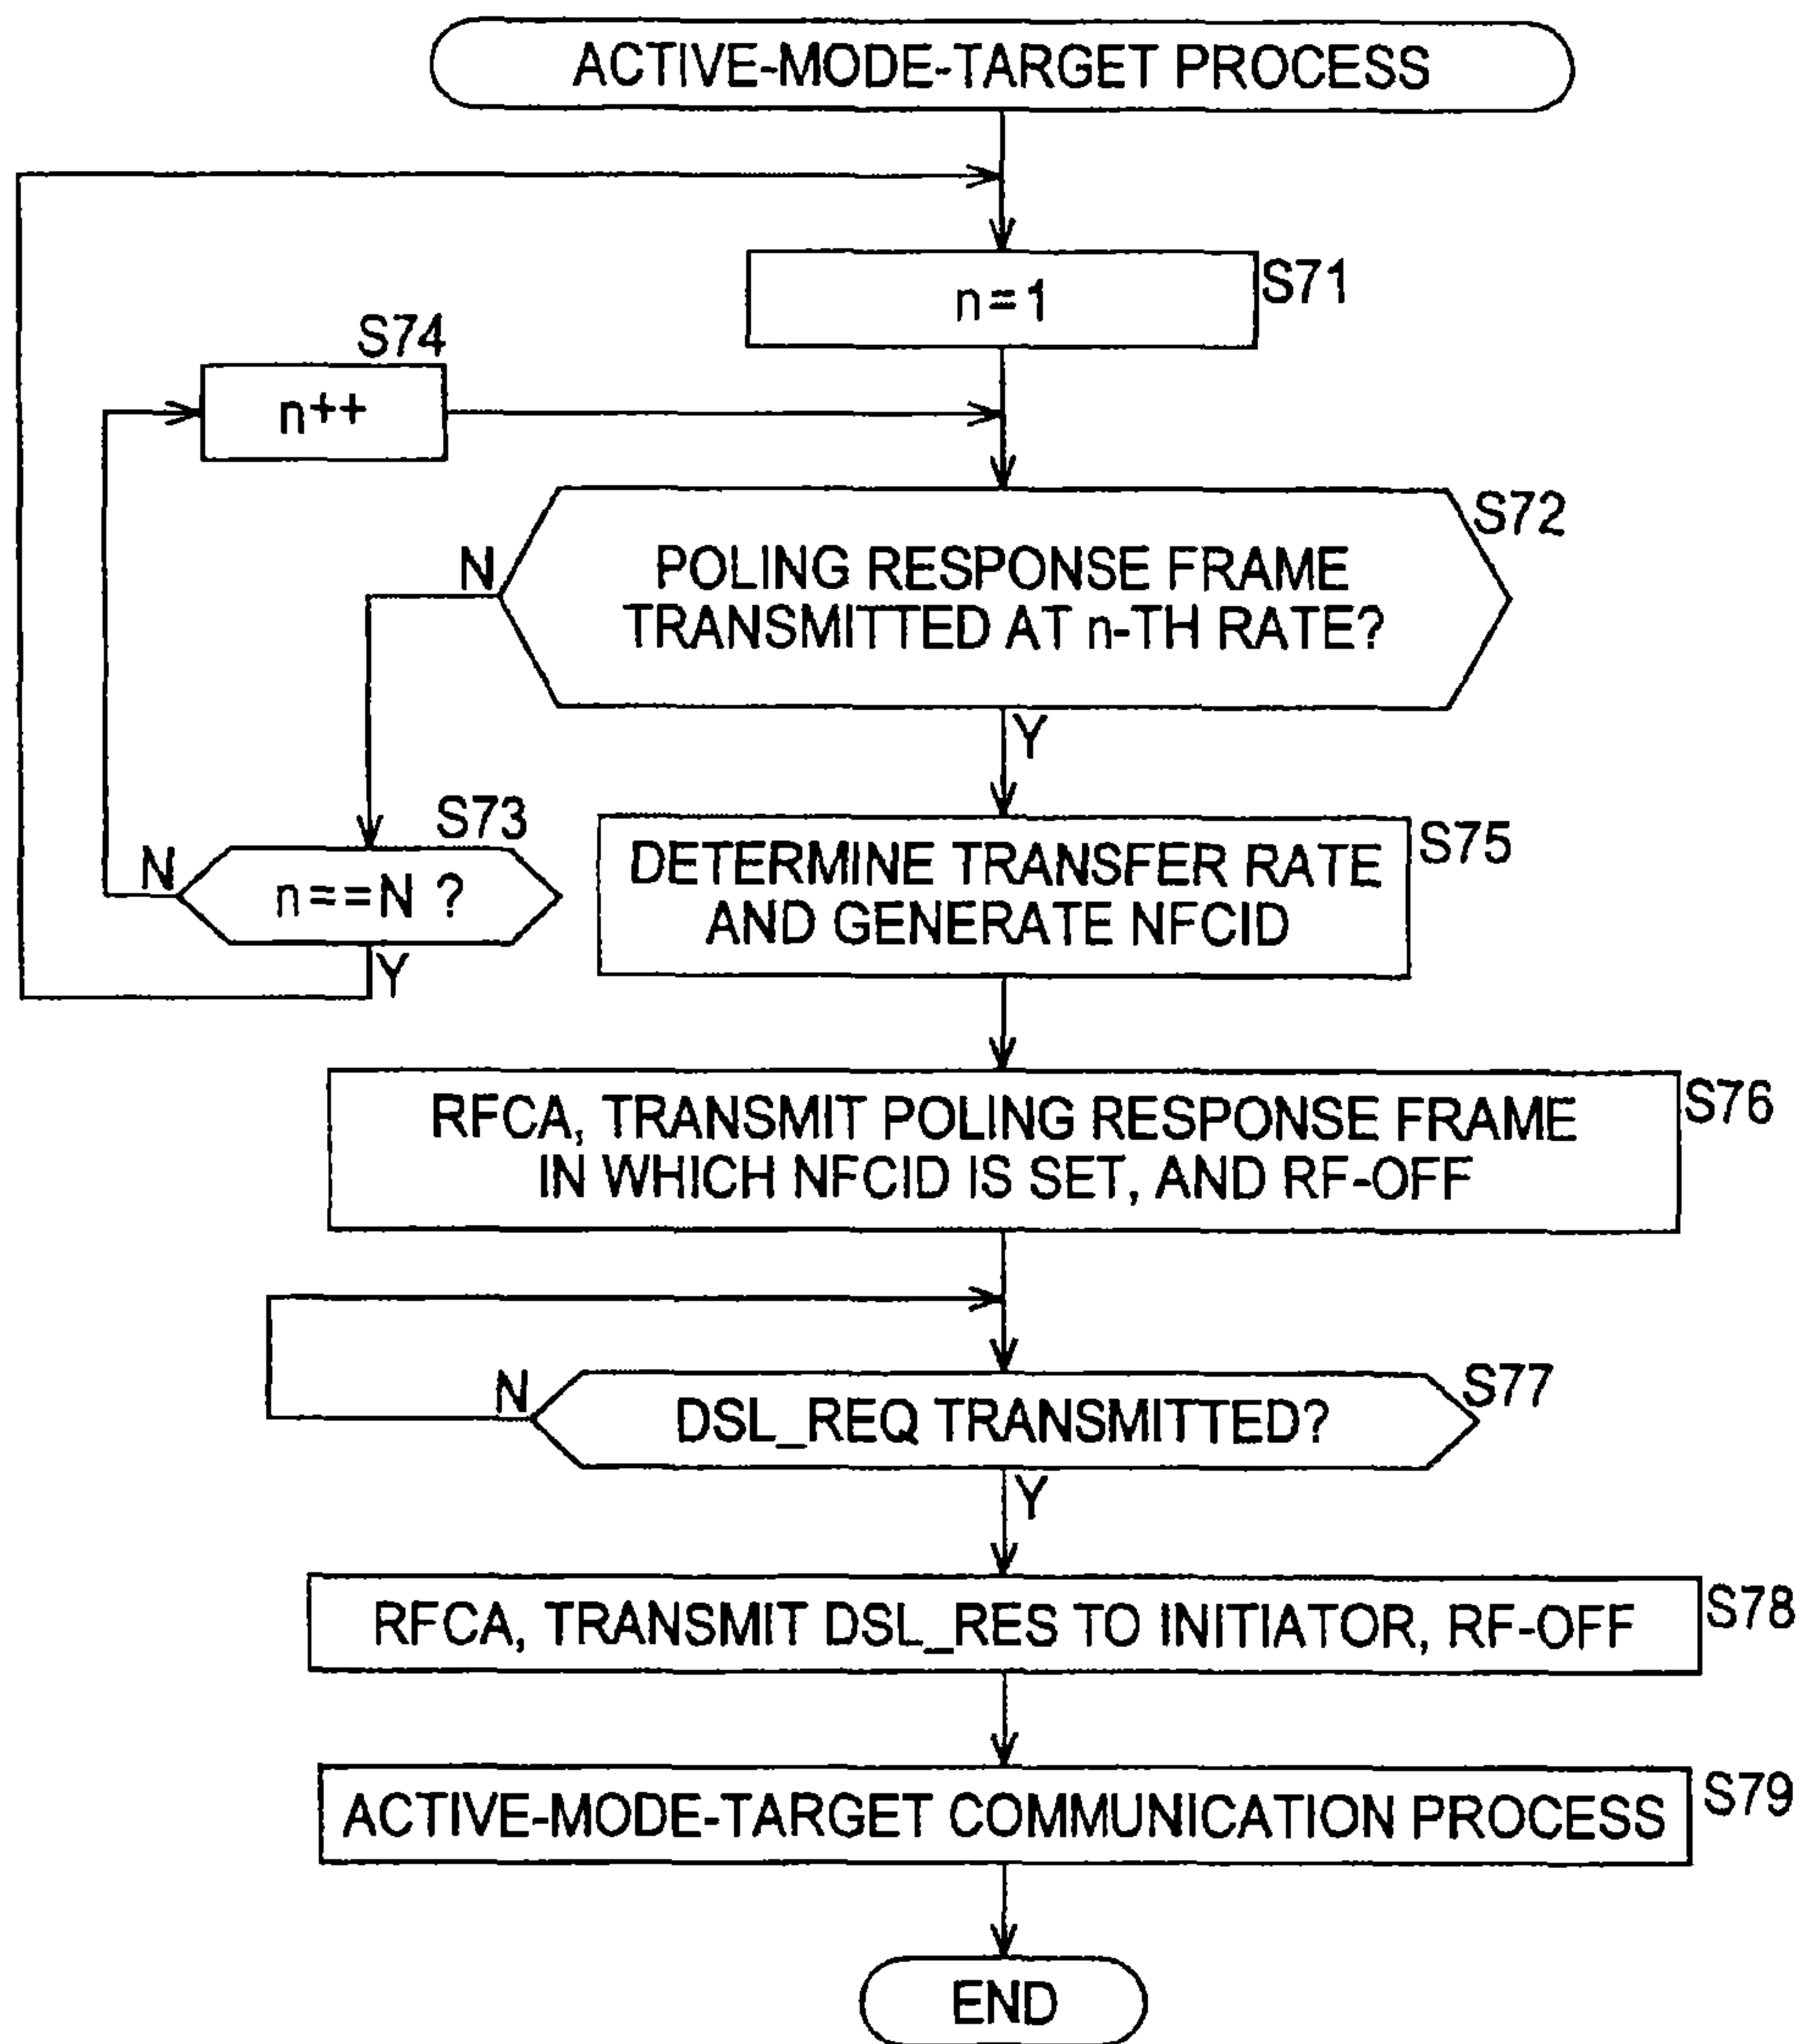 ACTIVE-MODE-TARGET PROCESS
n=1
S71
S74
n++
S72
N
POLING RESPONSE FRAME
TRANSMITTED AT n-TH RATE?
Y
S73
N
n==N ?
Y
S75
DETERMINE TRANSFER RATE
AND GENERATE NFCID
S76
RFCA, TRANSMIT POLING RESPONSE FRAME
IN WHICH NFCID IS SET, AND RF-OFF
S77
N
DSL_REQ TRANSMITTED?
Y
S78
RFCA, TRANSMIT DSL_RES TO INITIATOR, RF-OFF
S79
ACTIVE-MODE-TARGET COMMUNICATION PROCESS
END